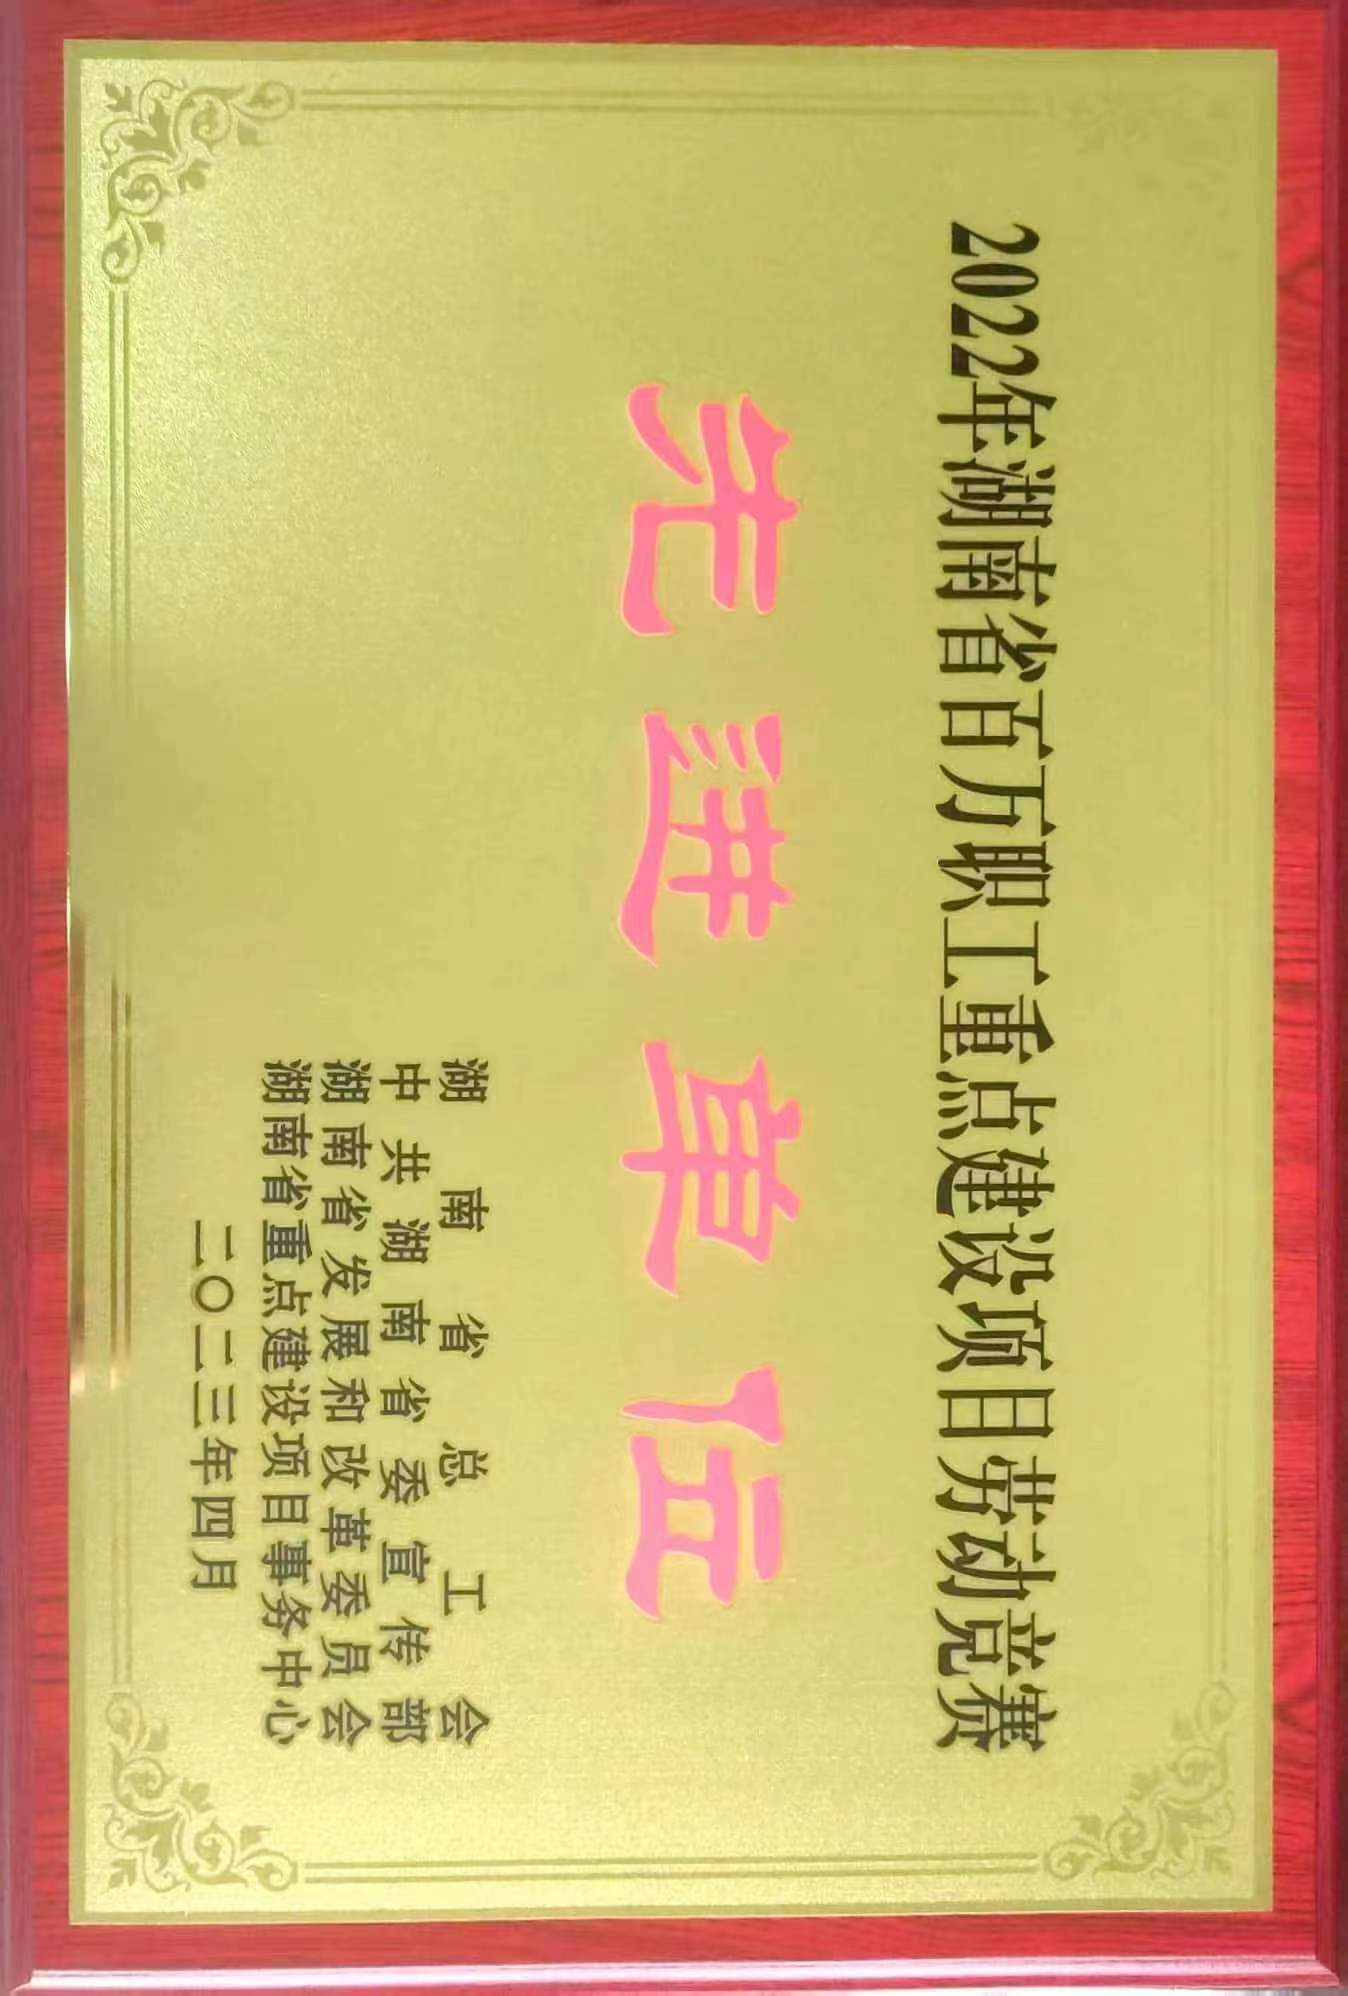 2022年湖南省百万职工重点建设项目劳动竞赛
先进单位
湖南省总工会
中共湖南省委宣传部
湖南省发展和改革委员会
湖南省重点建设项目事务中心
二〇二三年四月